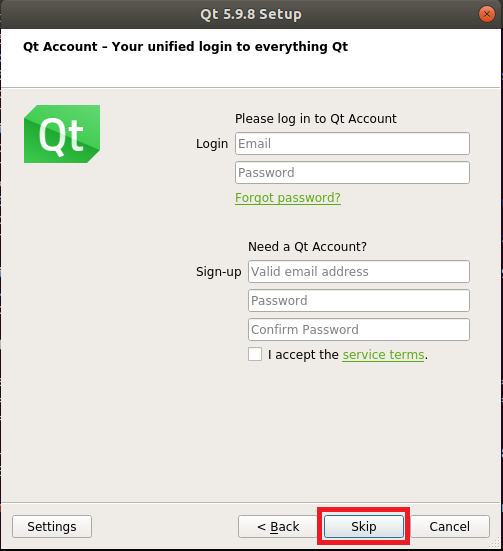 Qt 5.9.8 Setup
Qt Account – Your unified login to everything Qt
Qt
Please log in to Qt Account
Login Email
Password
Forgot password?
Need a Qt Account?
Sign-up Valid email address
Password
Confirm Password
I accept the service terms.
Settings < Back Skip Cancel